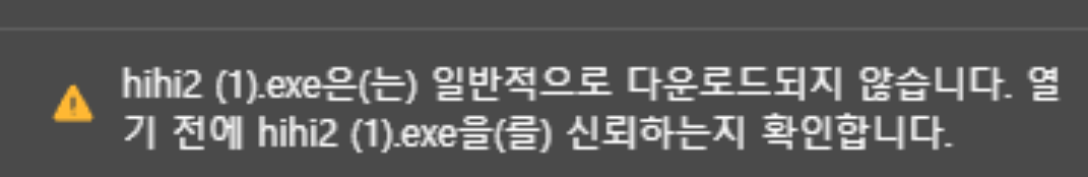 hihi2 (1).exe은(는) 일반적으로 다운로드되지 않습니다. 열
기 전에 hihi2 (1).exe을(를) 신뢰하는지 확인합니다.